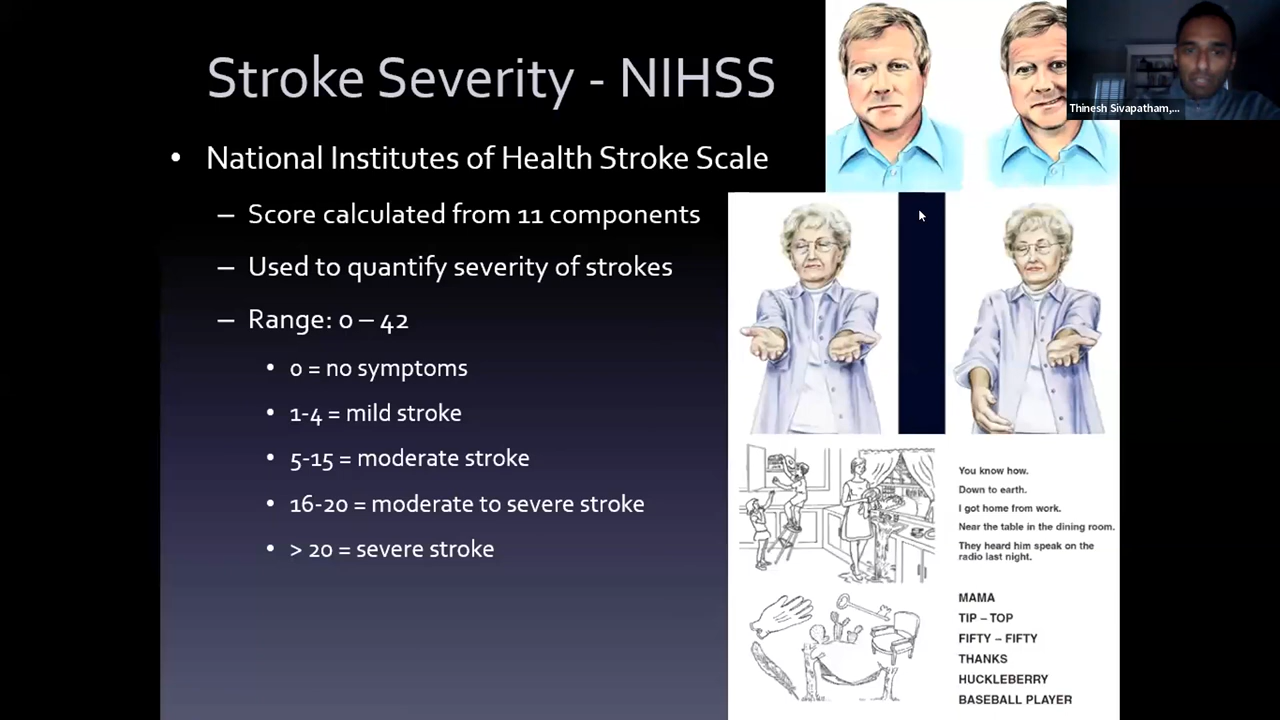 Stroke Severity - NIHSS
• National Institutes of Health Stroke Scale
– Score calculated from 11 components
– Used to quantify severity of strokes
– Range: 0 – 42
• 0 = no symptoms
• 1-4 = mild stroke
• 5-15 = moderate stroke
• 16-20 = moderate to severe stroke
• > 20 = severe stroke
Thinesh Sivapatham,...
You know how.
Down to earth.
I got home from work.
Near the table in the dining room.
They heard him speak on the
radio last night.
MAMA
TIP – TOP
FIFTY – FIFTY
THANKS
HUCKLEBERRY
BASEBALL PLAYER